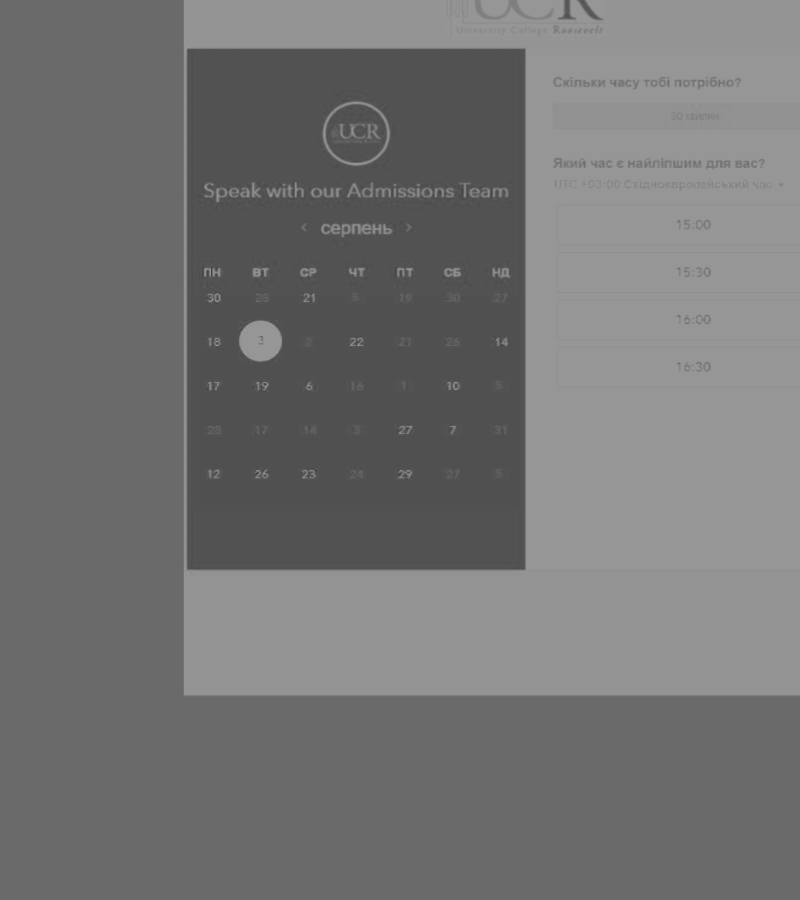 UCR
University College Roosevelt
UCR
Speak with our Admissions Team
‹ серпень ›
ПН ВТ СР ЧТ ПТ СБ НД
30 28 21 5 19 30 27
18 3 2 22 21 26 14
17 19 6 16 1 10 5
25 17 14 3 27 7 31
12 26 23 24 29 27 5
Скільки часу тобі потрібно?
30 хвилин
Який час є найліпшим для вас?
UTC +03:00 Східноєвропейський час
15:00
15:30
16:00
16:30